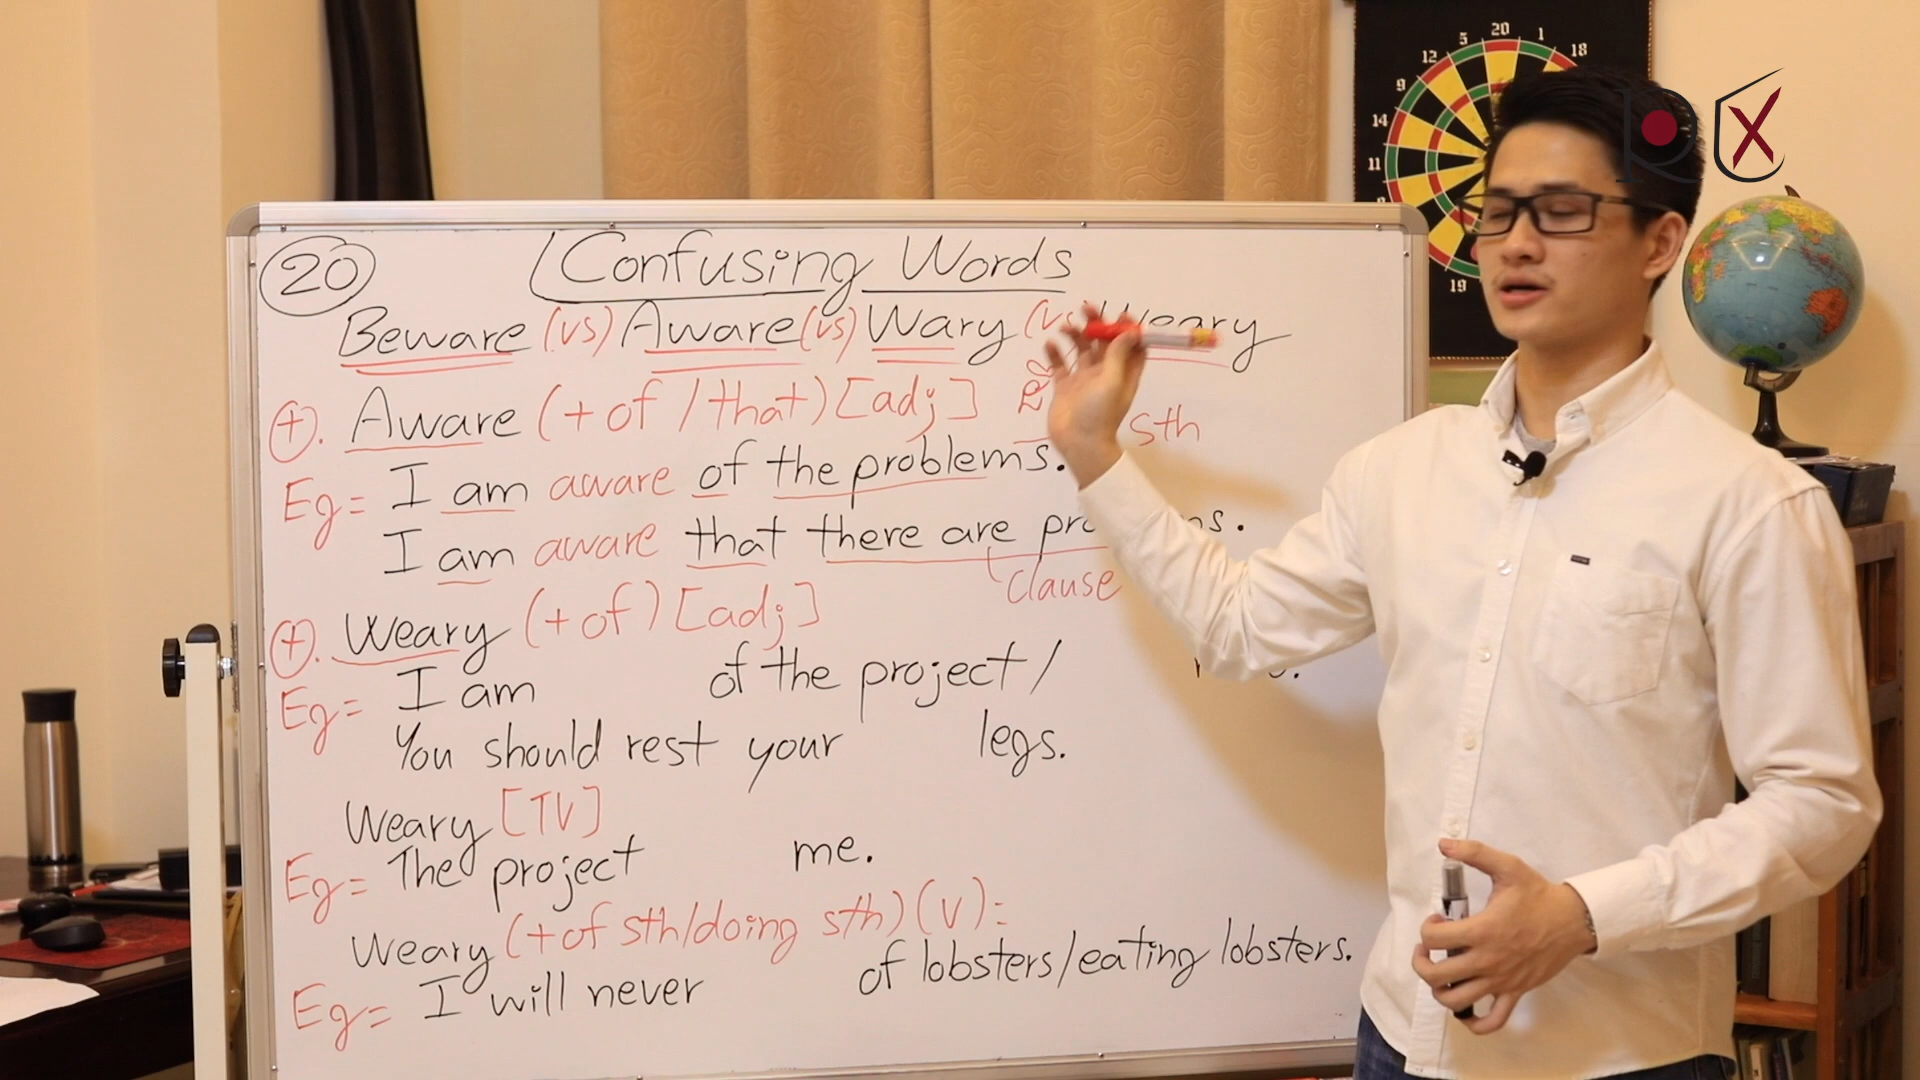 20
Confusing Words
Beware (vs) Aware (vs) Wary (vs) Weary
+. Aware (+ of / that) [adj] sth
Eg = I am aware of the problems.
I am aware that there are
clause
+. Weary (+ of) [adj]
Eg = I am of the project /
You should rest your legs.
Weary [TV]
Eg = The project me.
Weary (+ of sth/doing sth) (v):
Eg = I will never of lobsters/eating lobsters.
5 20 1
12 18
9
14
11
19